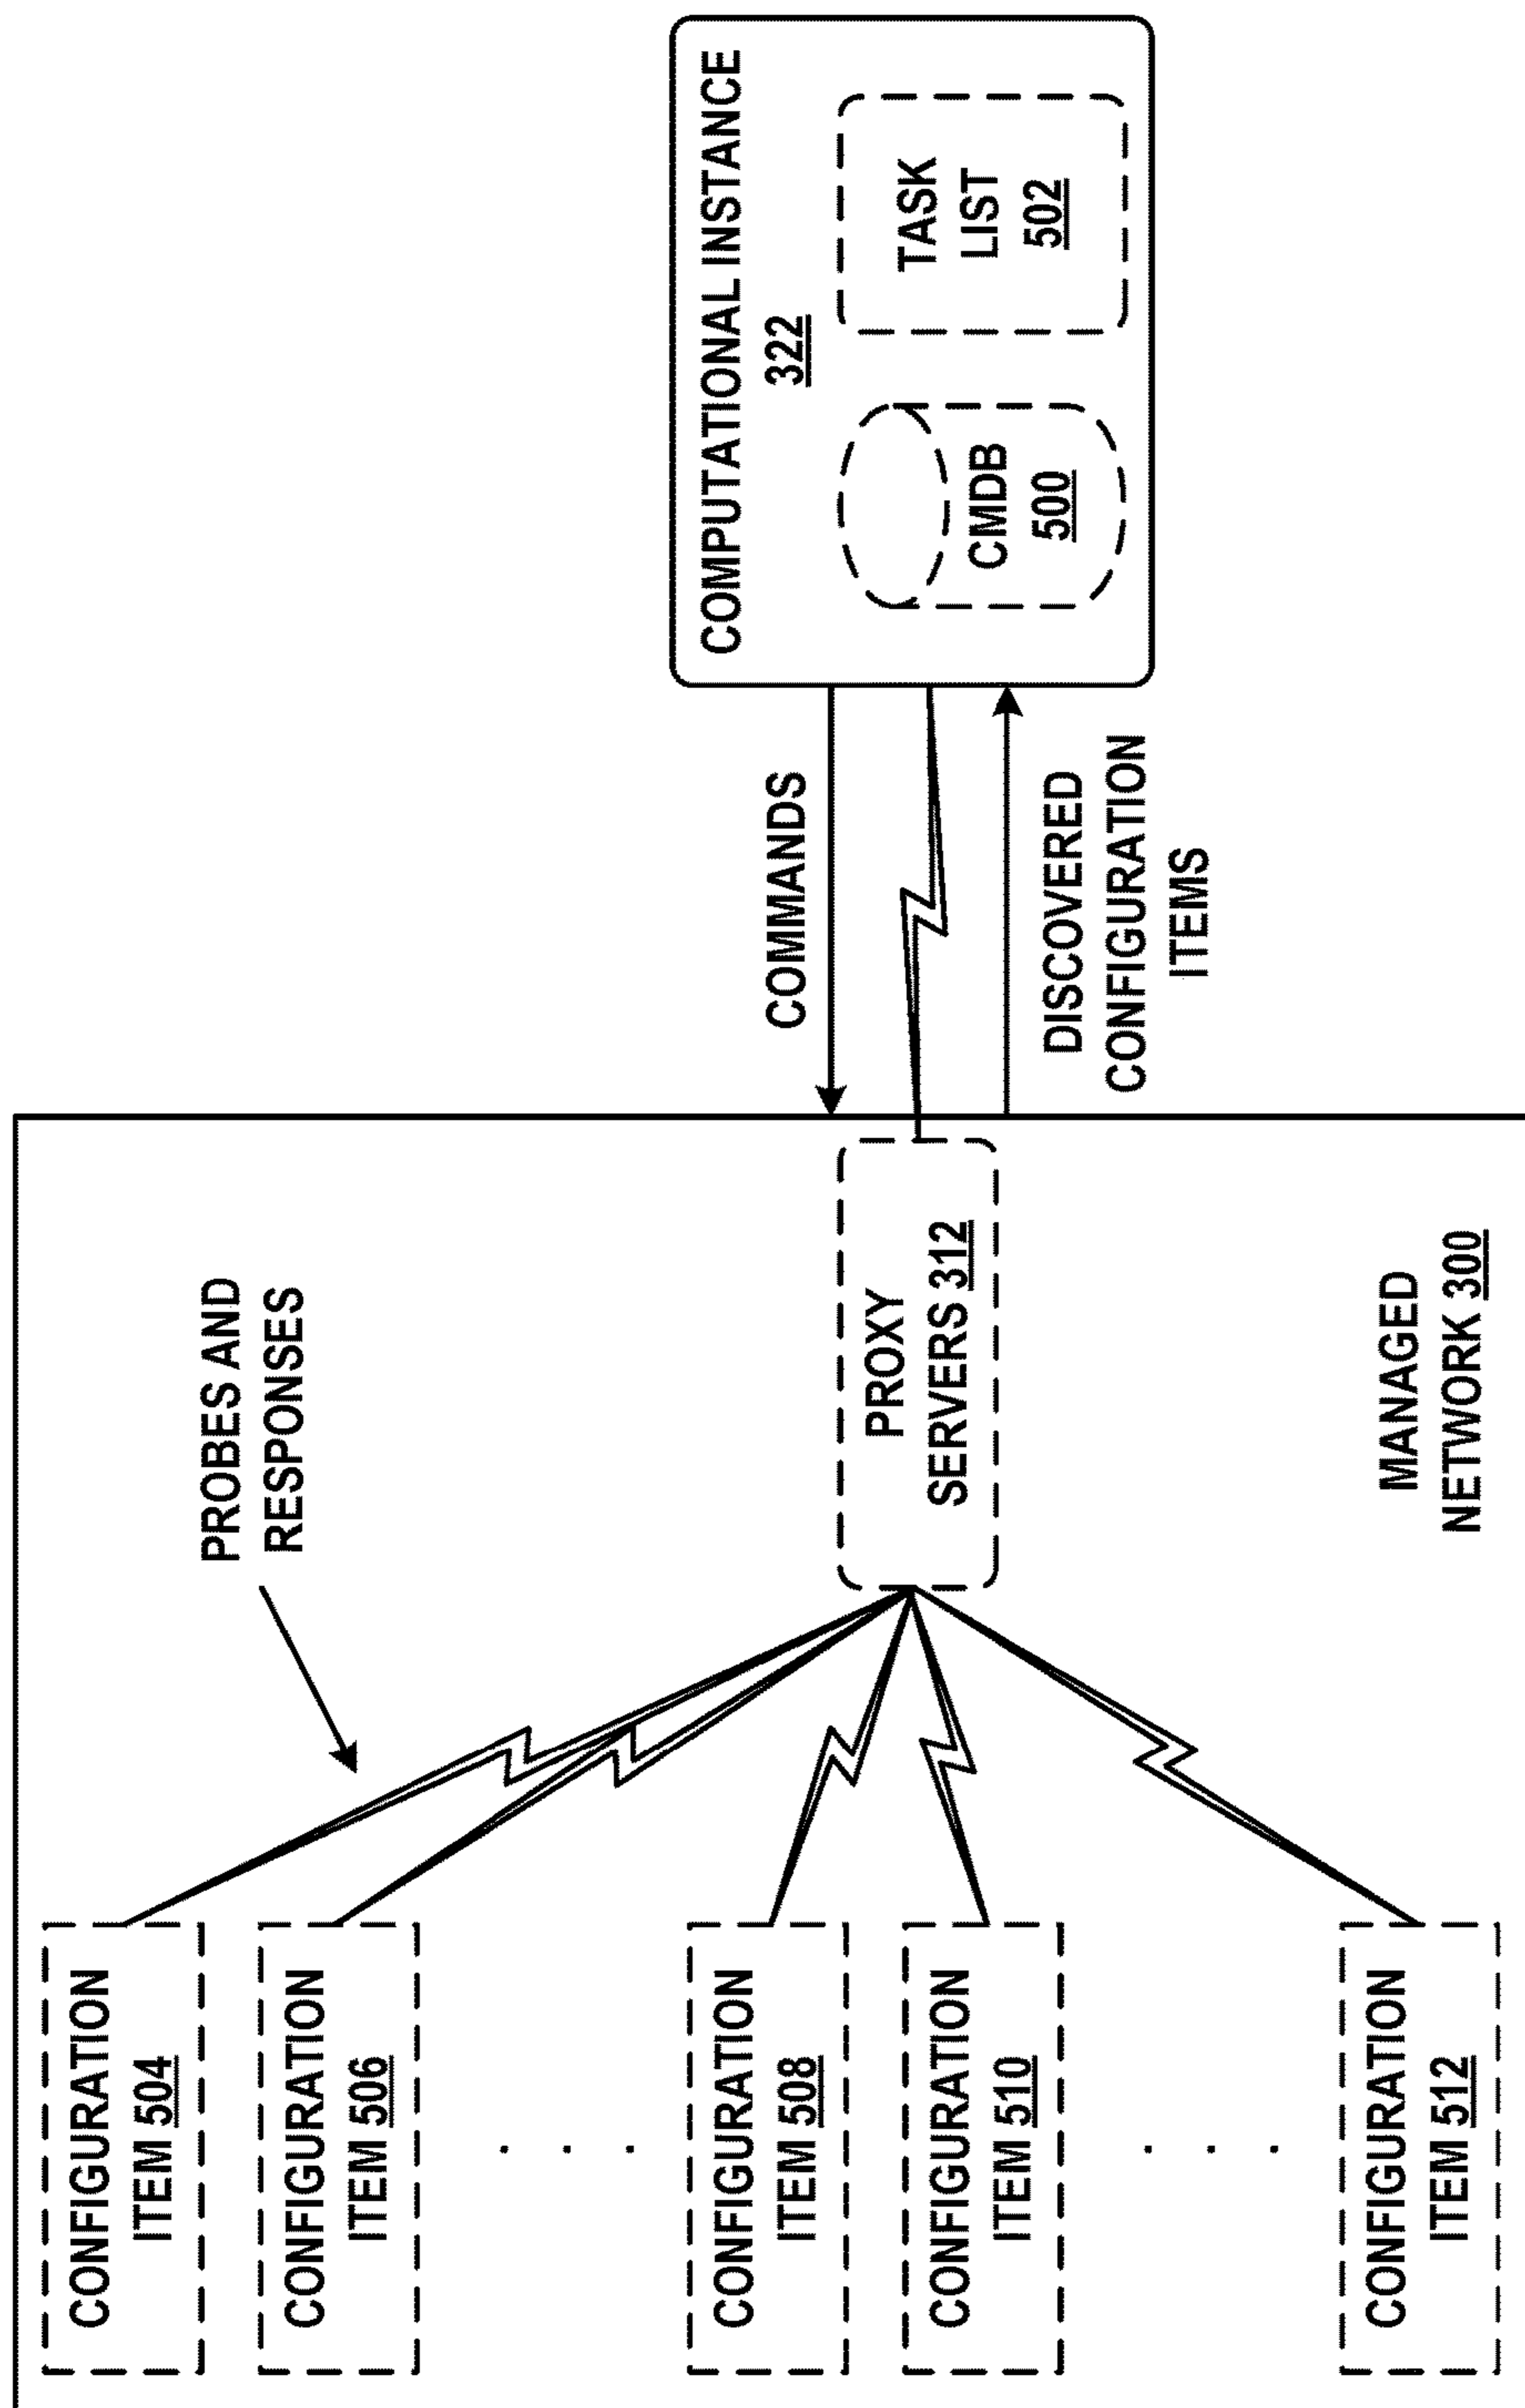 COMPUTATIONAL INSTANCE
322
CMDB
500
TASK
LIST
502
COMMANDS
DISCOVERED
CONFIGURATION
ITEMS
PROBES AND
RESPONSES
PROXY
SERVERS 312
MANAGED
NETWORK 300
CONFIGURATION
ITEM 504
CONFIGURATION
ITEM 506
. . .
CONFIGURATION
ITEM 508
CONFIGURATION
ITEM 510
. . .
CONFIGURATION
ITEM 512